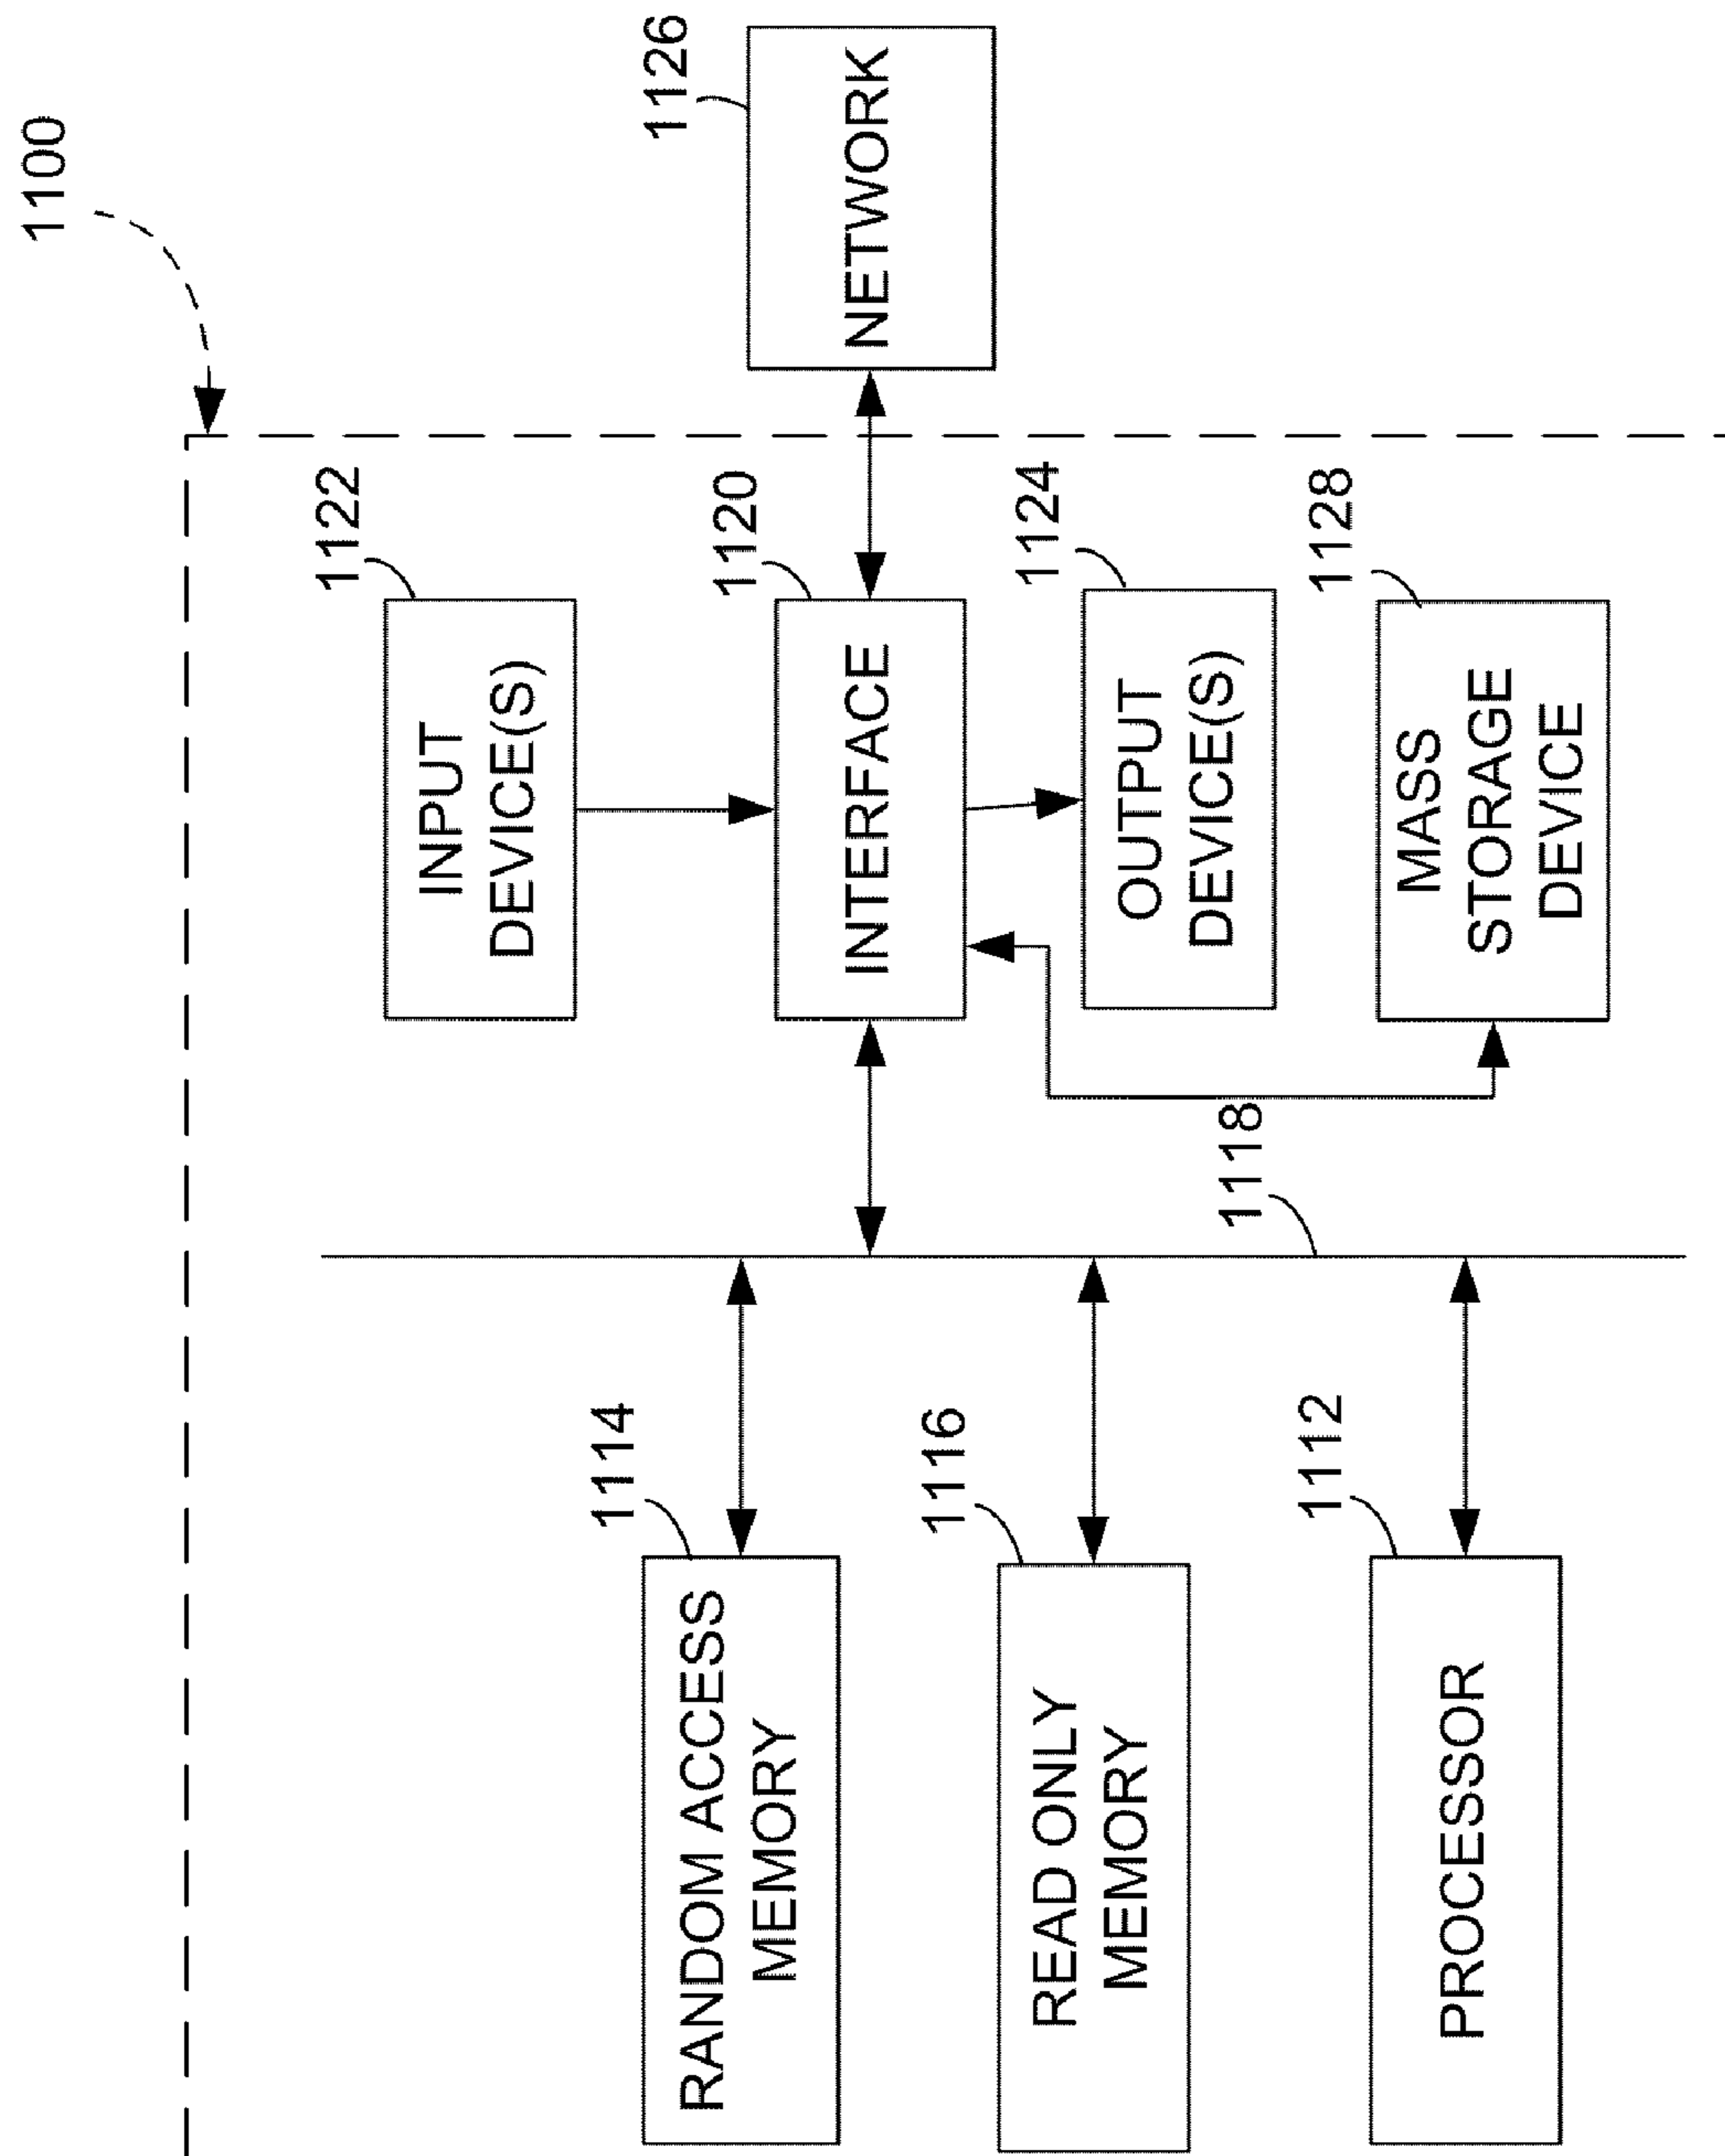 1100
1122
INPUT
DEVICE(S)
1114
RANDOM ACCESS
MEMORY
1120
INTERFACE
1126
NETWORK
1116
READ ONLY
MEMORY
1124
OUTPUT
DEVICE(S)
1118
1112
PROCESSOR
1128
MASS
STORAGE
DEVICE